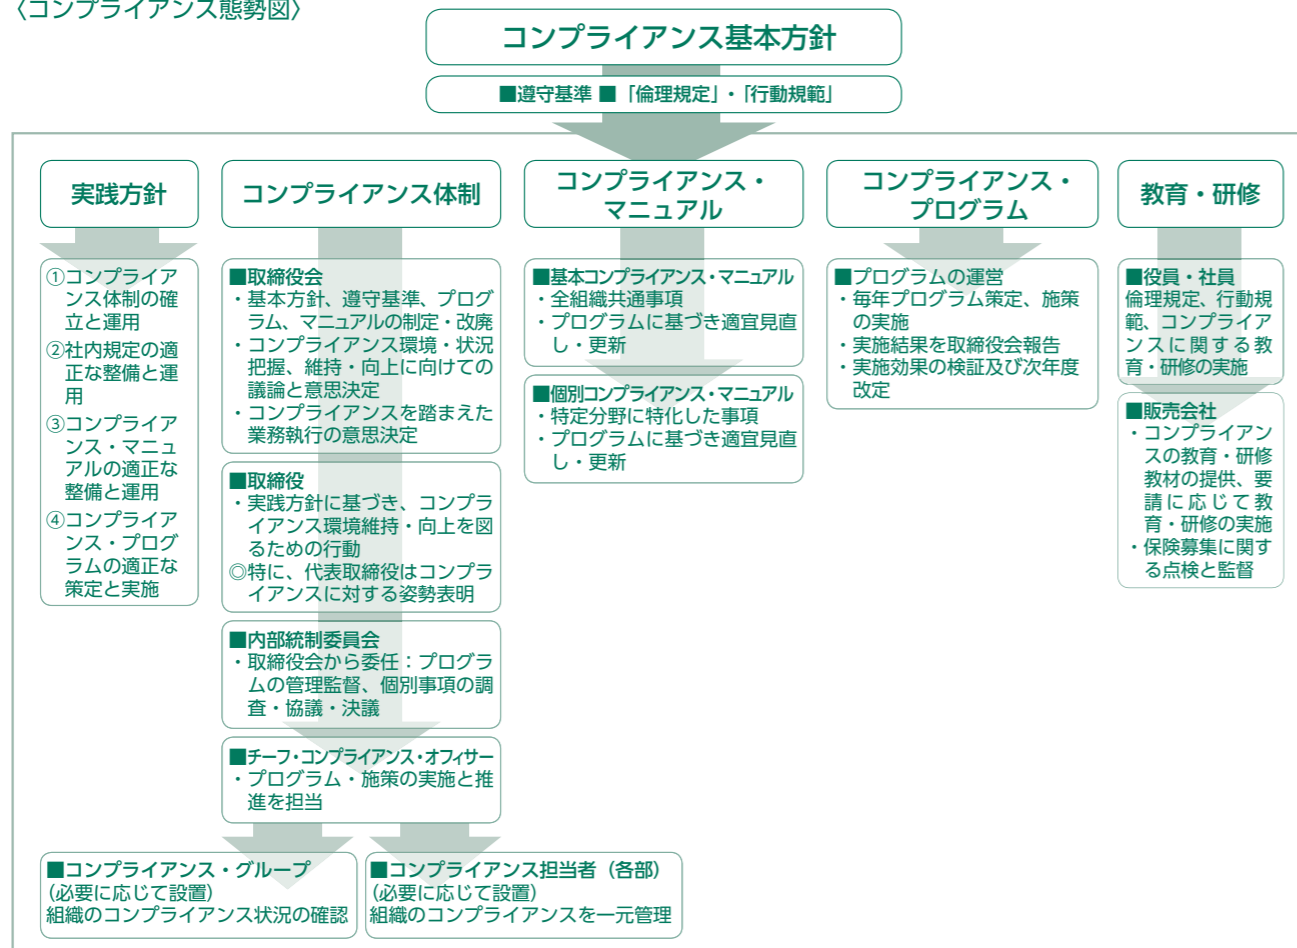 〈コンプライアンス態勢図〉
コンプライアンス基本方針
■遵守基準 ■「倫理規定」・「行動規範」
実践方針
①コンプライア
ンス体制の確
立と運用
②社内規定の適
正な整備と運
用
③コンプライア
ンス・マニュ
アルの適正な
整備と運用
④コンプライア
ンス・プログ
ラムの適正な
策定と実施
コンプライアンス体制
■取締役会
・基本方針、遵守基準、プログ
ラム、マニュアルの制定・改廃
・コンプライアンス環境・状況
把握、維持・向上に向けての
議論と意思決定
・コンプライアンスを踏まえた
業務執行の意思決定
■取締役
・実践方針に基づき、コンプラ
イアンス環境維持・向上を図
るための行動
◎特に、代表取締役はコンプラ
イアンスに対する姿勢表明
■内部統制委員会
・取締役会から委任：プログラ
ムの管理監督、個別事項の調
査・協議・決議
■チーフ・コンプライアンス・オフィサー
・プログラム・施策の実施と推
進を担当
■コンプライアンス・グループ
(必要に応じて設置)
組織のコンプライアンス状況の確認
■コンプライアンス担当者（各部）
(必要に応じて設置)
組織のコンプライアンスを一元管理
コンプライアンス・
マニュアル
■基本コンプライアンス・マニュアル
・全組織共通事項
・プログラムに基づき適宜見直
し・更新
■個別コンプライアンス・マニュアル
・特定分野に特化した事項
・プログラムに基づき適宜見直
し・更新
コンプライアンス・
プログラム
■プログラムの運営
・毎年プログラム策定、施策
の実施
・実施結果を取締役会報告
・実施効果の検証及び次年度
改定
教育・研修
■役員・社員
倫理規定、行動規
範、コンプライア
ンスに関する教
育・研修の実施
■販売会社
・コンプライアン
スの教育・研修
教材の提供、要
請に応じて教
育・研修の実施
・保険募集に関す
る点検と監督